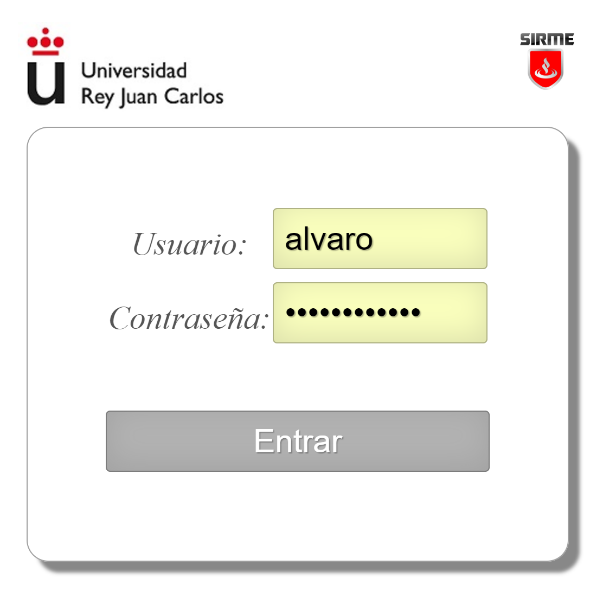 SIRME
Universidad
Rey Juan Carlos
Usuario: alvaro
Contraseña: ••••••••••••
Entrar